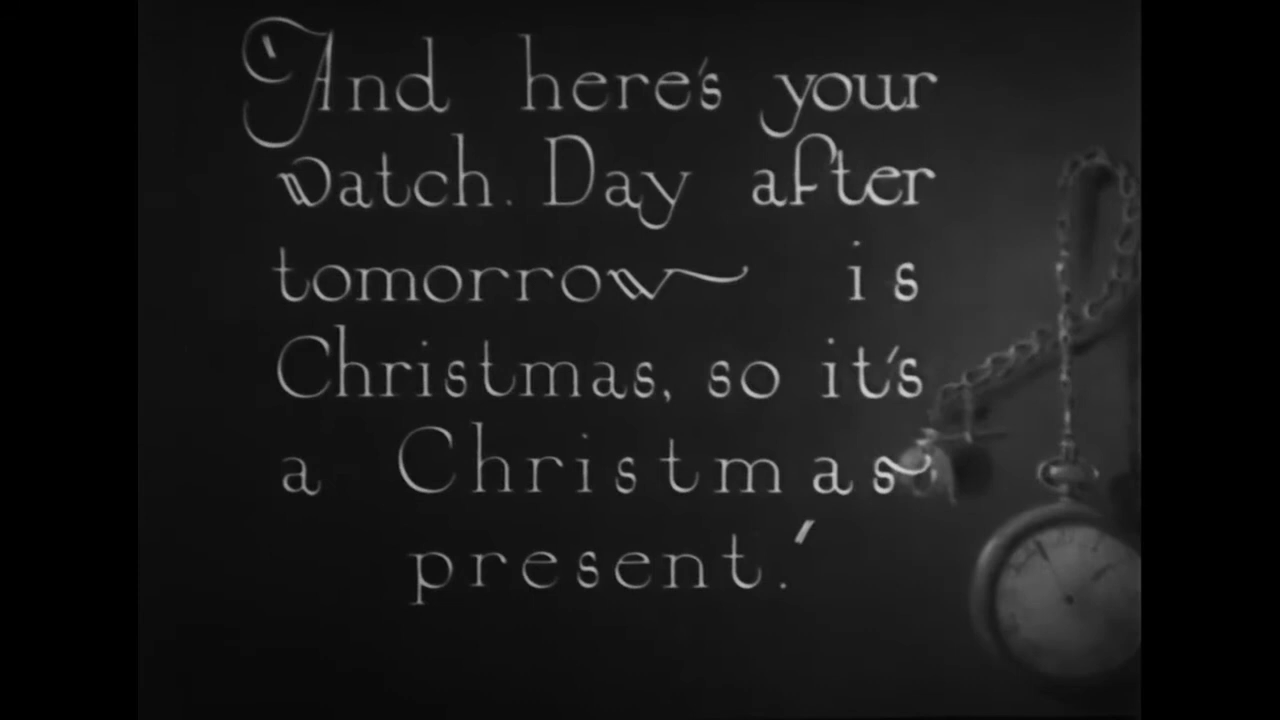 'And here's your
watch. Day after
tomorrow is
Christmas, so it's
a Christmas
present.'